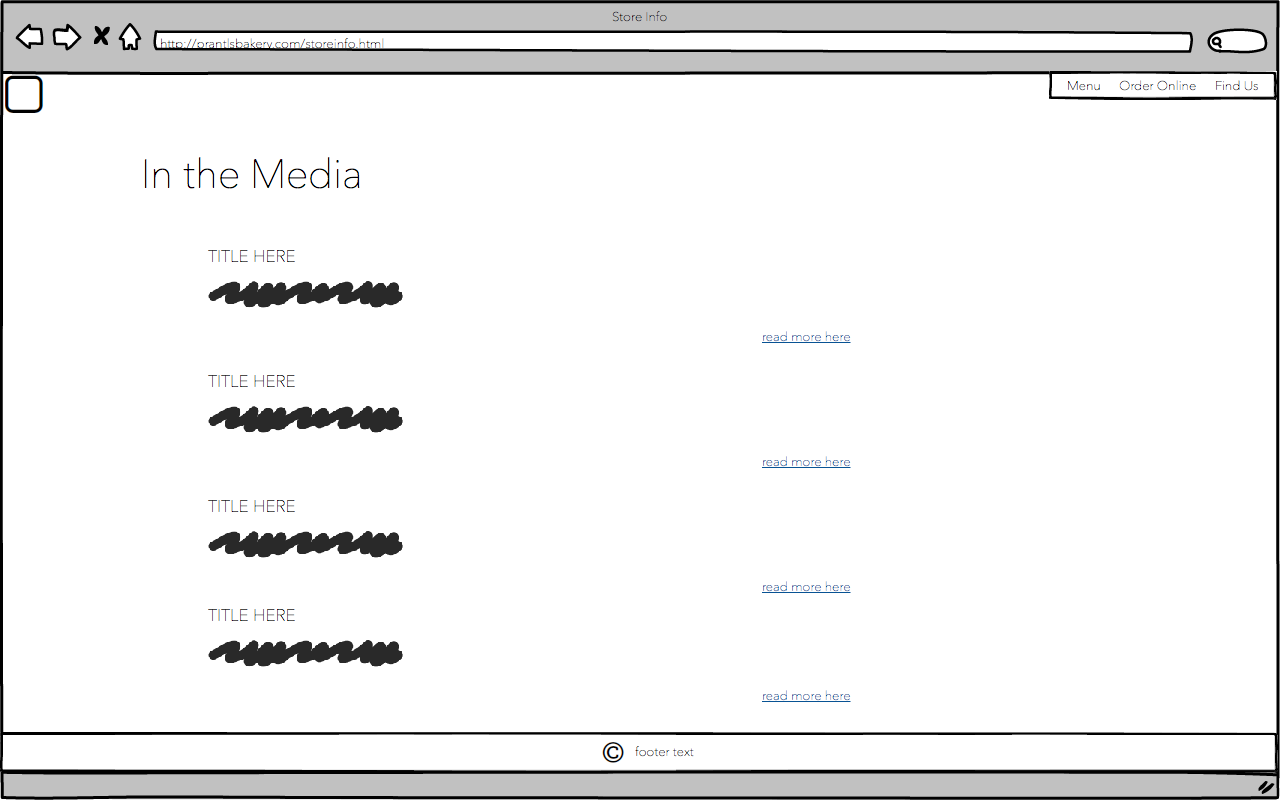 Store Info
http://prantlsbakery.com/storeinfo.html
Menu Order Online Find Us
In the Media
TITLE HERE
read more here
TITLE HERE
read more here
TITLE HERE
read more here
TITLE HERE
read more here
© footer text